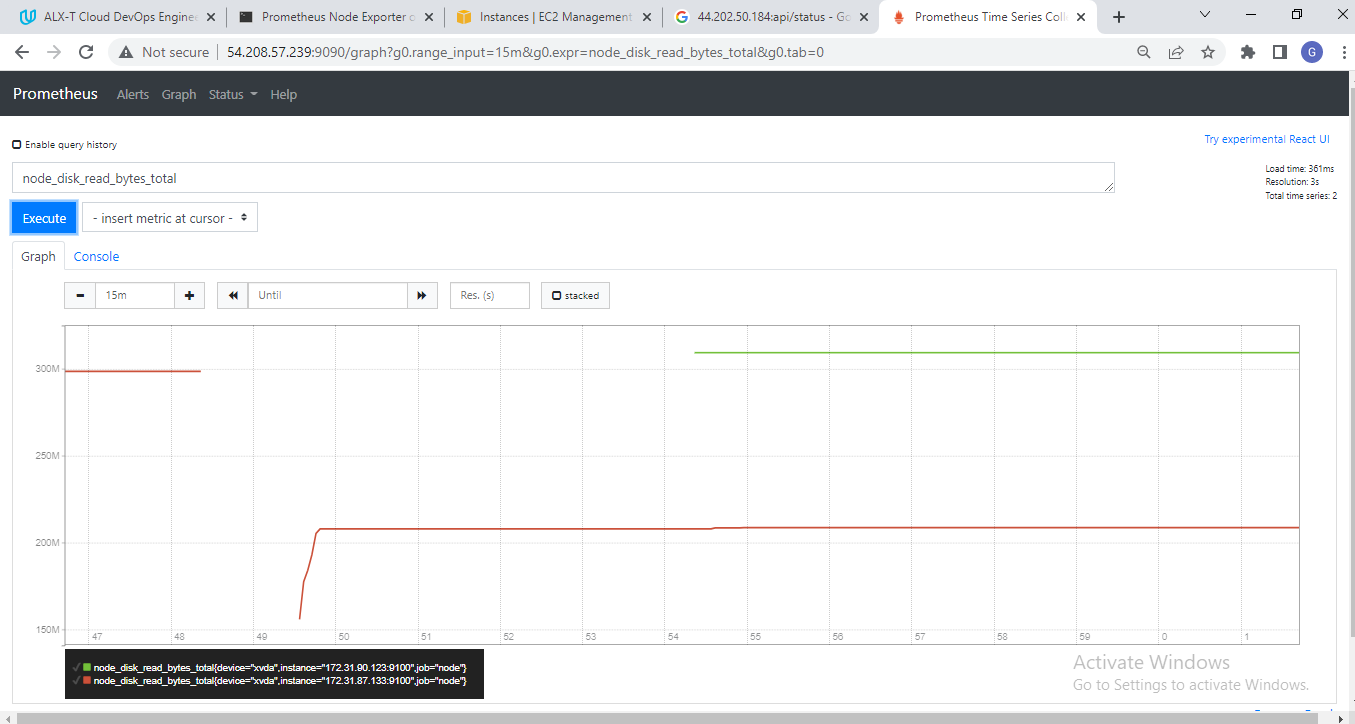 ALX-T Cloud DevOps Engine
Prometheus Node Exporter o
Instances | EC2 Management
44.202.50.184:api/status - Go
Prometheus Time Series Coll
Not secure
54.208.57.239:9090/graph?g0.range_input=15m&g0.expr=node_disk_read_bytes_total&g0.tab=0
G
Prometheus Alerts Graph Status Help
Enable query history
Try experimental React UI
node_disk_read_bytes_total
Load time: 361ms
Resolution: 3s
Total time series: 2
Execute
- insert metric at cursor -
Graph Console
15m
Until
Res. (s)
stacked
300M
250M
200M
150M
47 48 49 50 51 52 53 54 55 56 57 58 59 0 1
node_disk_read_bytes_total{device="xvda",instance="172.31.90.123:9100",job="node"}
node_disk_read_bytes_total{device="xvda",instance="172.31.87.133:9100",job="node"}
Activate Windows
Go to Settings to activate Windows.